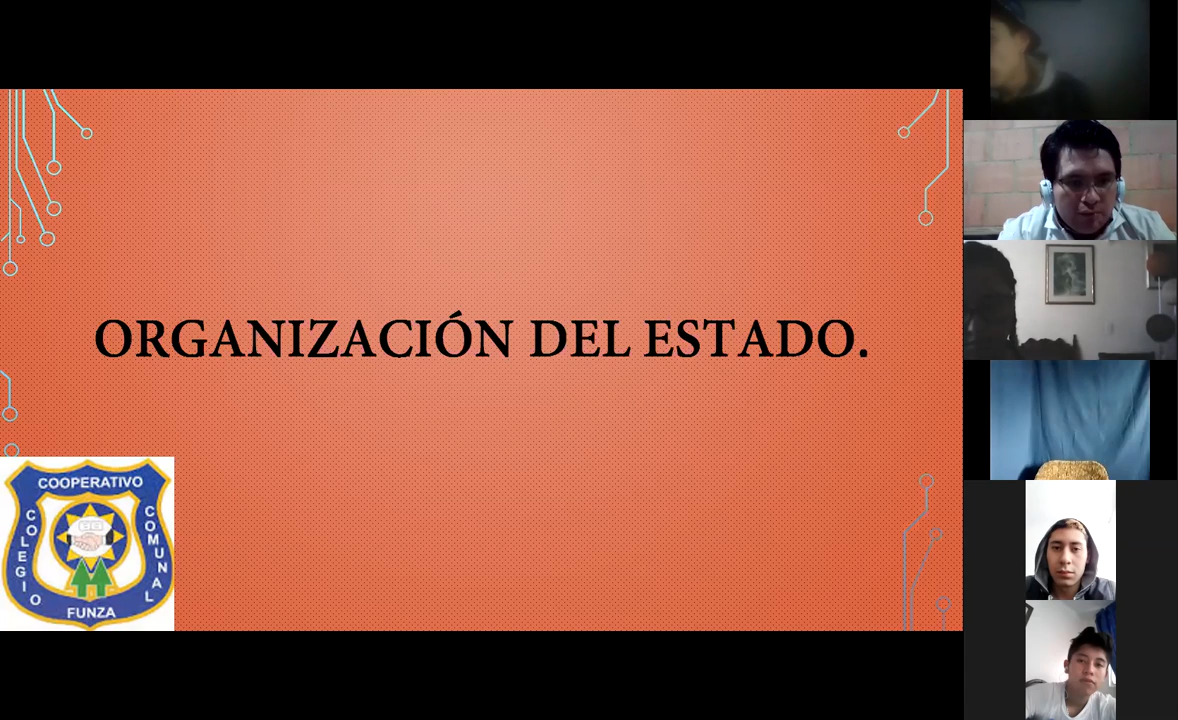 ORGANIZACIÓN DEL ESTADO.
COOPERATIVO
COLEGIO
COMUNAL
FUNZA